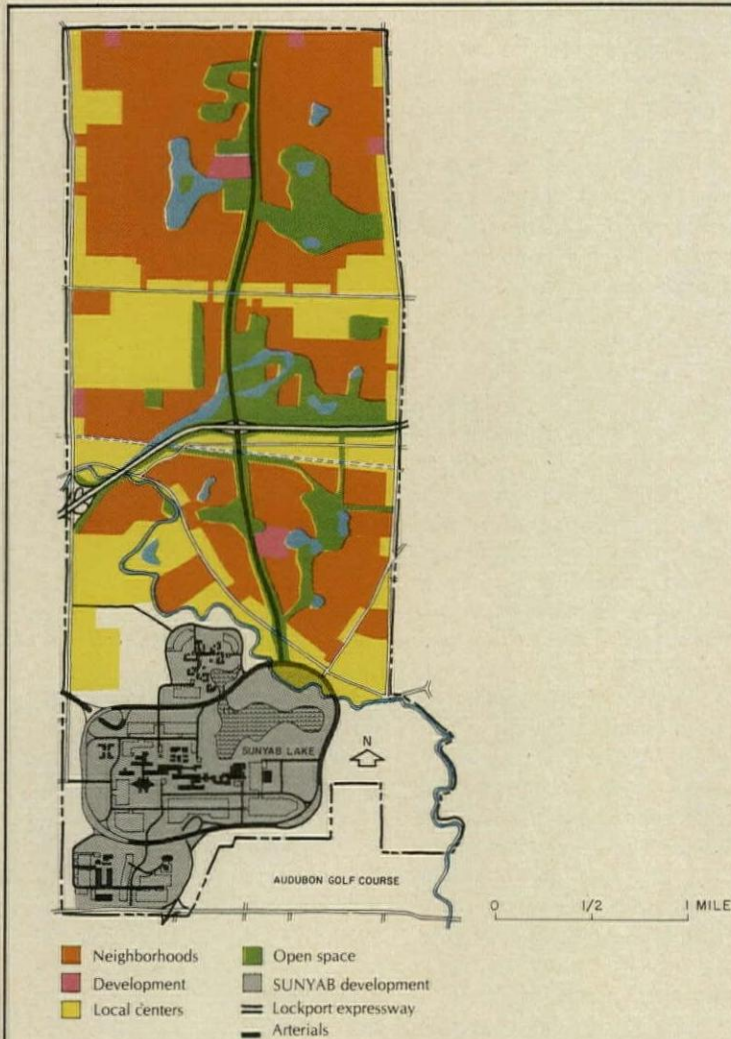 SUNYAB LAKE
N
AUDUBON GOLF COURSE
0 1/2 1 MILE
Neighborhoods
Development
Local centers
Open space
SUNYAB development
Lockport expressway
Arterials